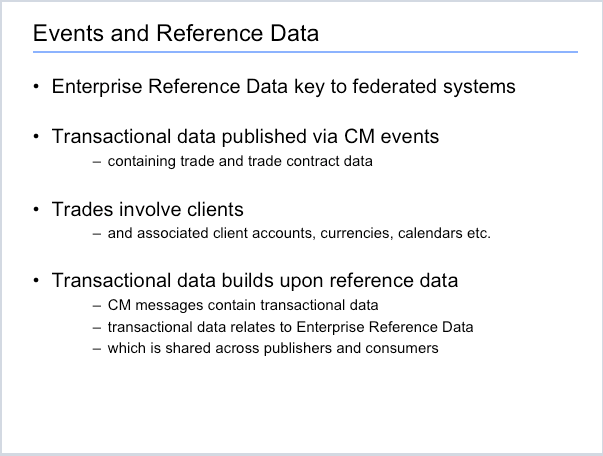 Events and Reference Data
• Enterprise Reference Data key to federated systems
• Transactional data published via CM events
– containing trade and trade contract data
• Trades involve clients
– and associated client accounts, currencies, calendars etc.
• Transactional data builds upon reference data
– CM messages contain transactional data
– transactional data relates to Enterprise Reference Data
– which is shared across publishers and consumers